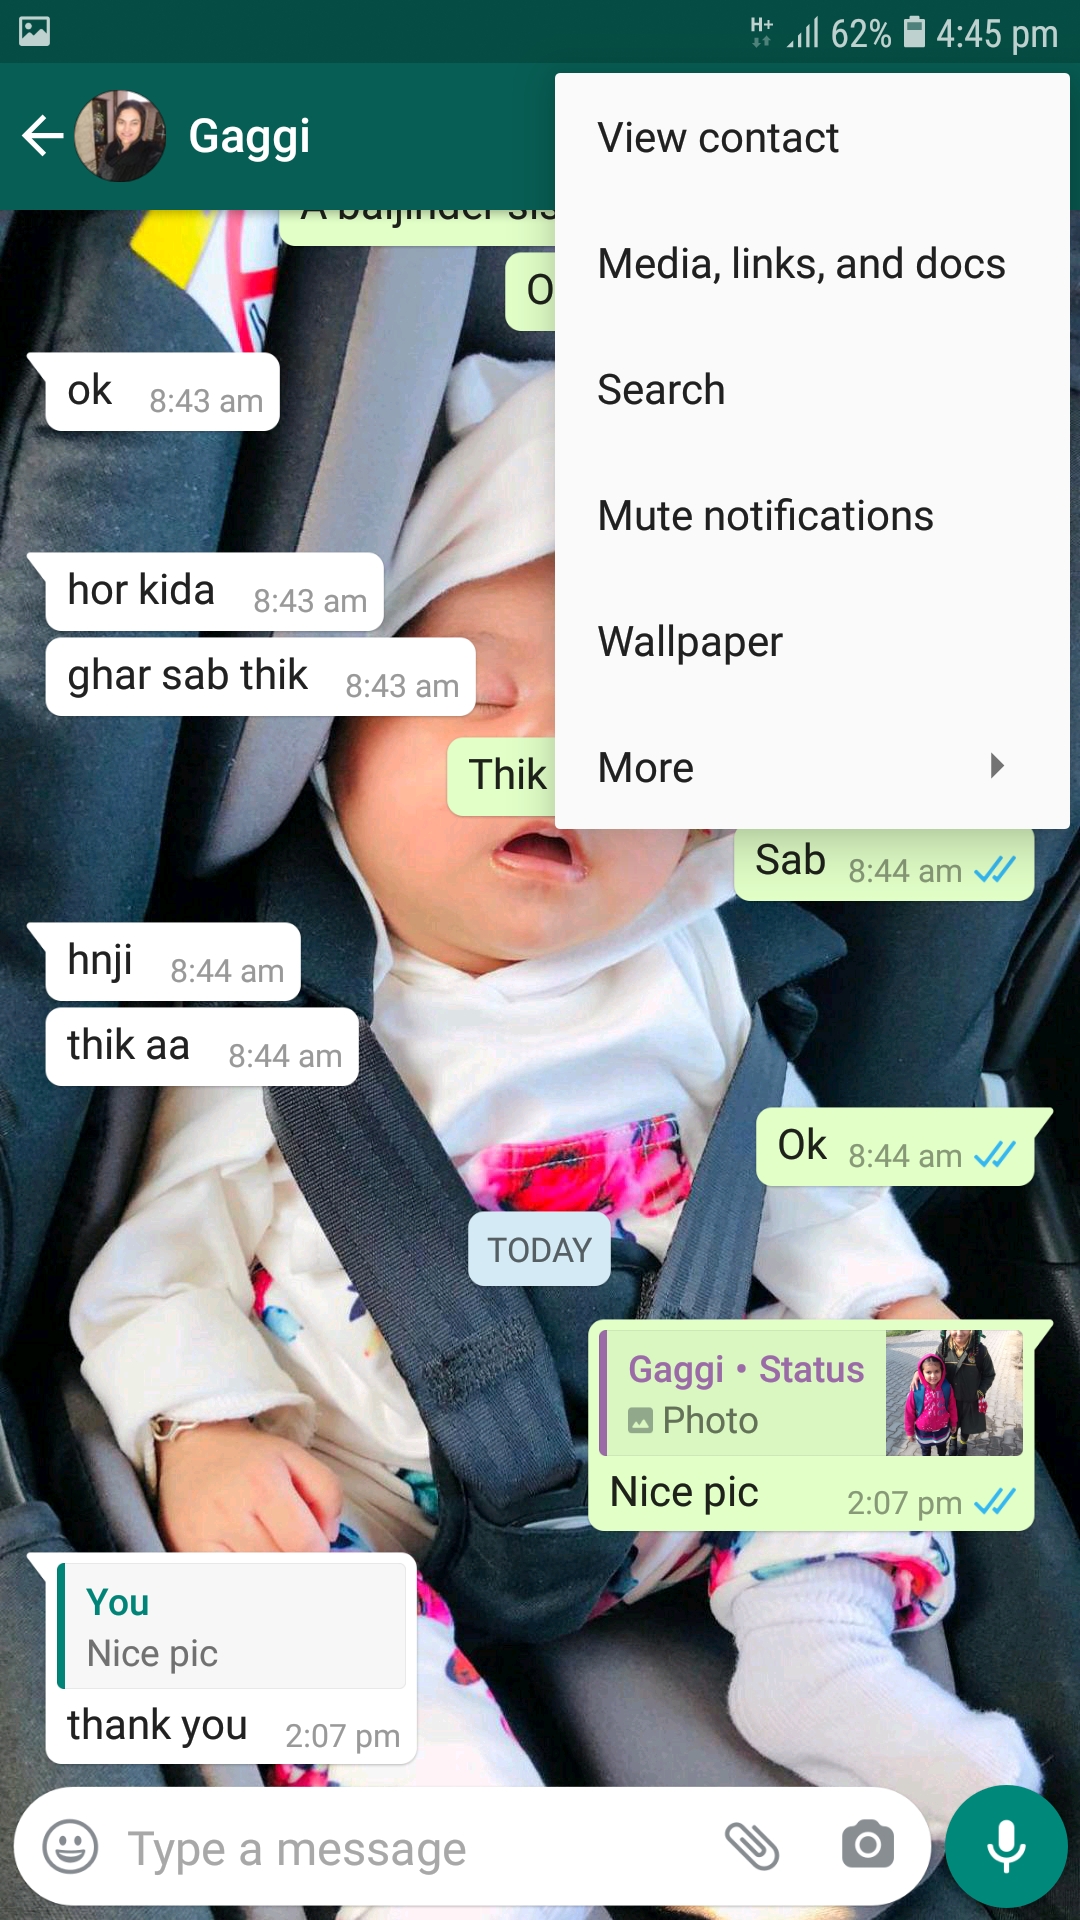 H+ 62% 4:45 pm
Gaggi
View contact
Media, links, and docs
Search
Mute notifications
Wallpaper
More
ok 8:43 am
hor kida 8:43 am
ghar sab thik 8:43 am
Thik
Sab 8:44 am
hnji 8:44 am
thik aa 8:44 am
Ok 8:44 am
TODAY
Gaggi • Status
Photo
Nice pic 2:07 pm
You
Nice pic
thank you 2:07 pm
Type a message